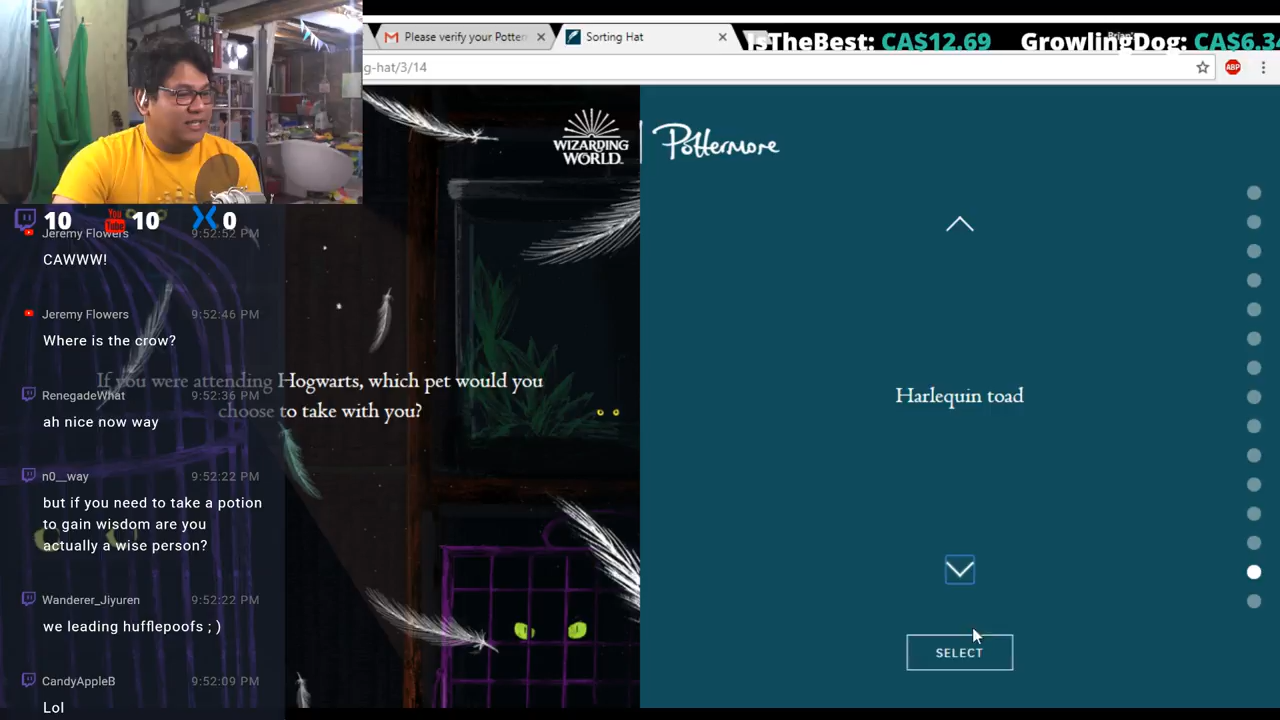 Please verify your Potter
Sorting Hat
IsTheBest: CA$12.69 GrowlingDog: CA$6.34
g-hat/3/14
ABP
WIZARDING
WORLD
Pottermore
10
You
Tube
10
0
Jeremy Flowers 9:52:52 PM
CAWWW!
Jeremy Flowers 9:52:46 PM
Where is the crow?
If you were attending Hogwarts, which pet would you
choose to take with you?
RenegadeWhat 9:52:36 PM
ah nice now way
n0__way 9:52:22 PM
but if you need to take a potion
to gain wisdom are you
actually a wise person?
Wanderer_Jiyuren 9:52:22 PM
we leading hufflepoofs ; )
CandyAppleB 9:52:09 PM
Lol
Harlequin toad
SELECT